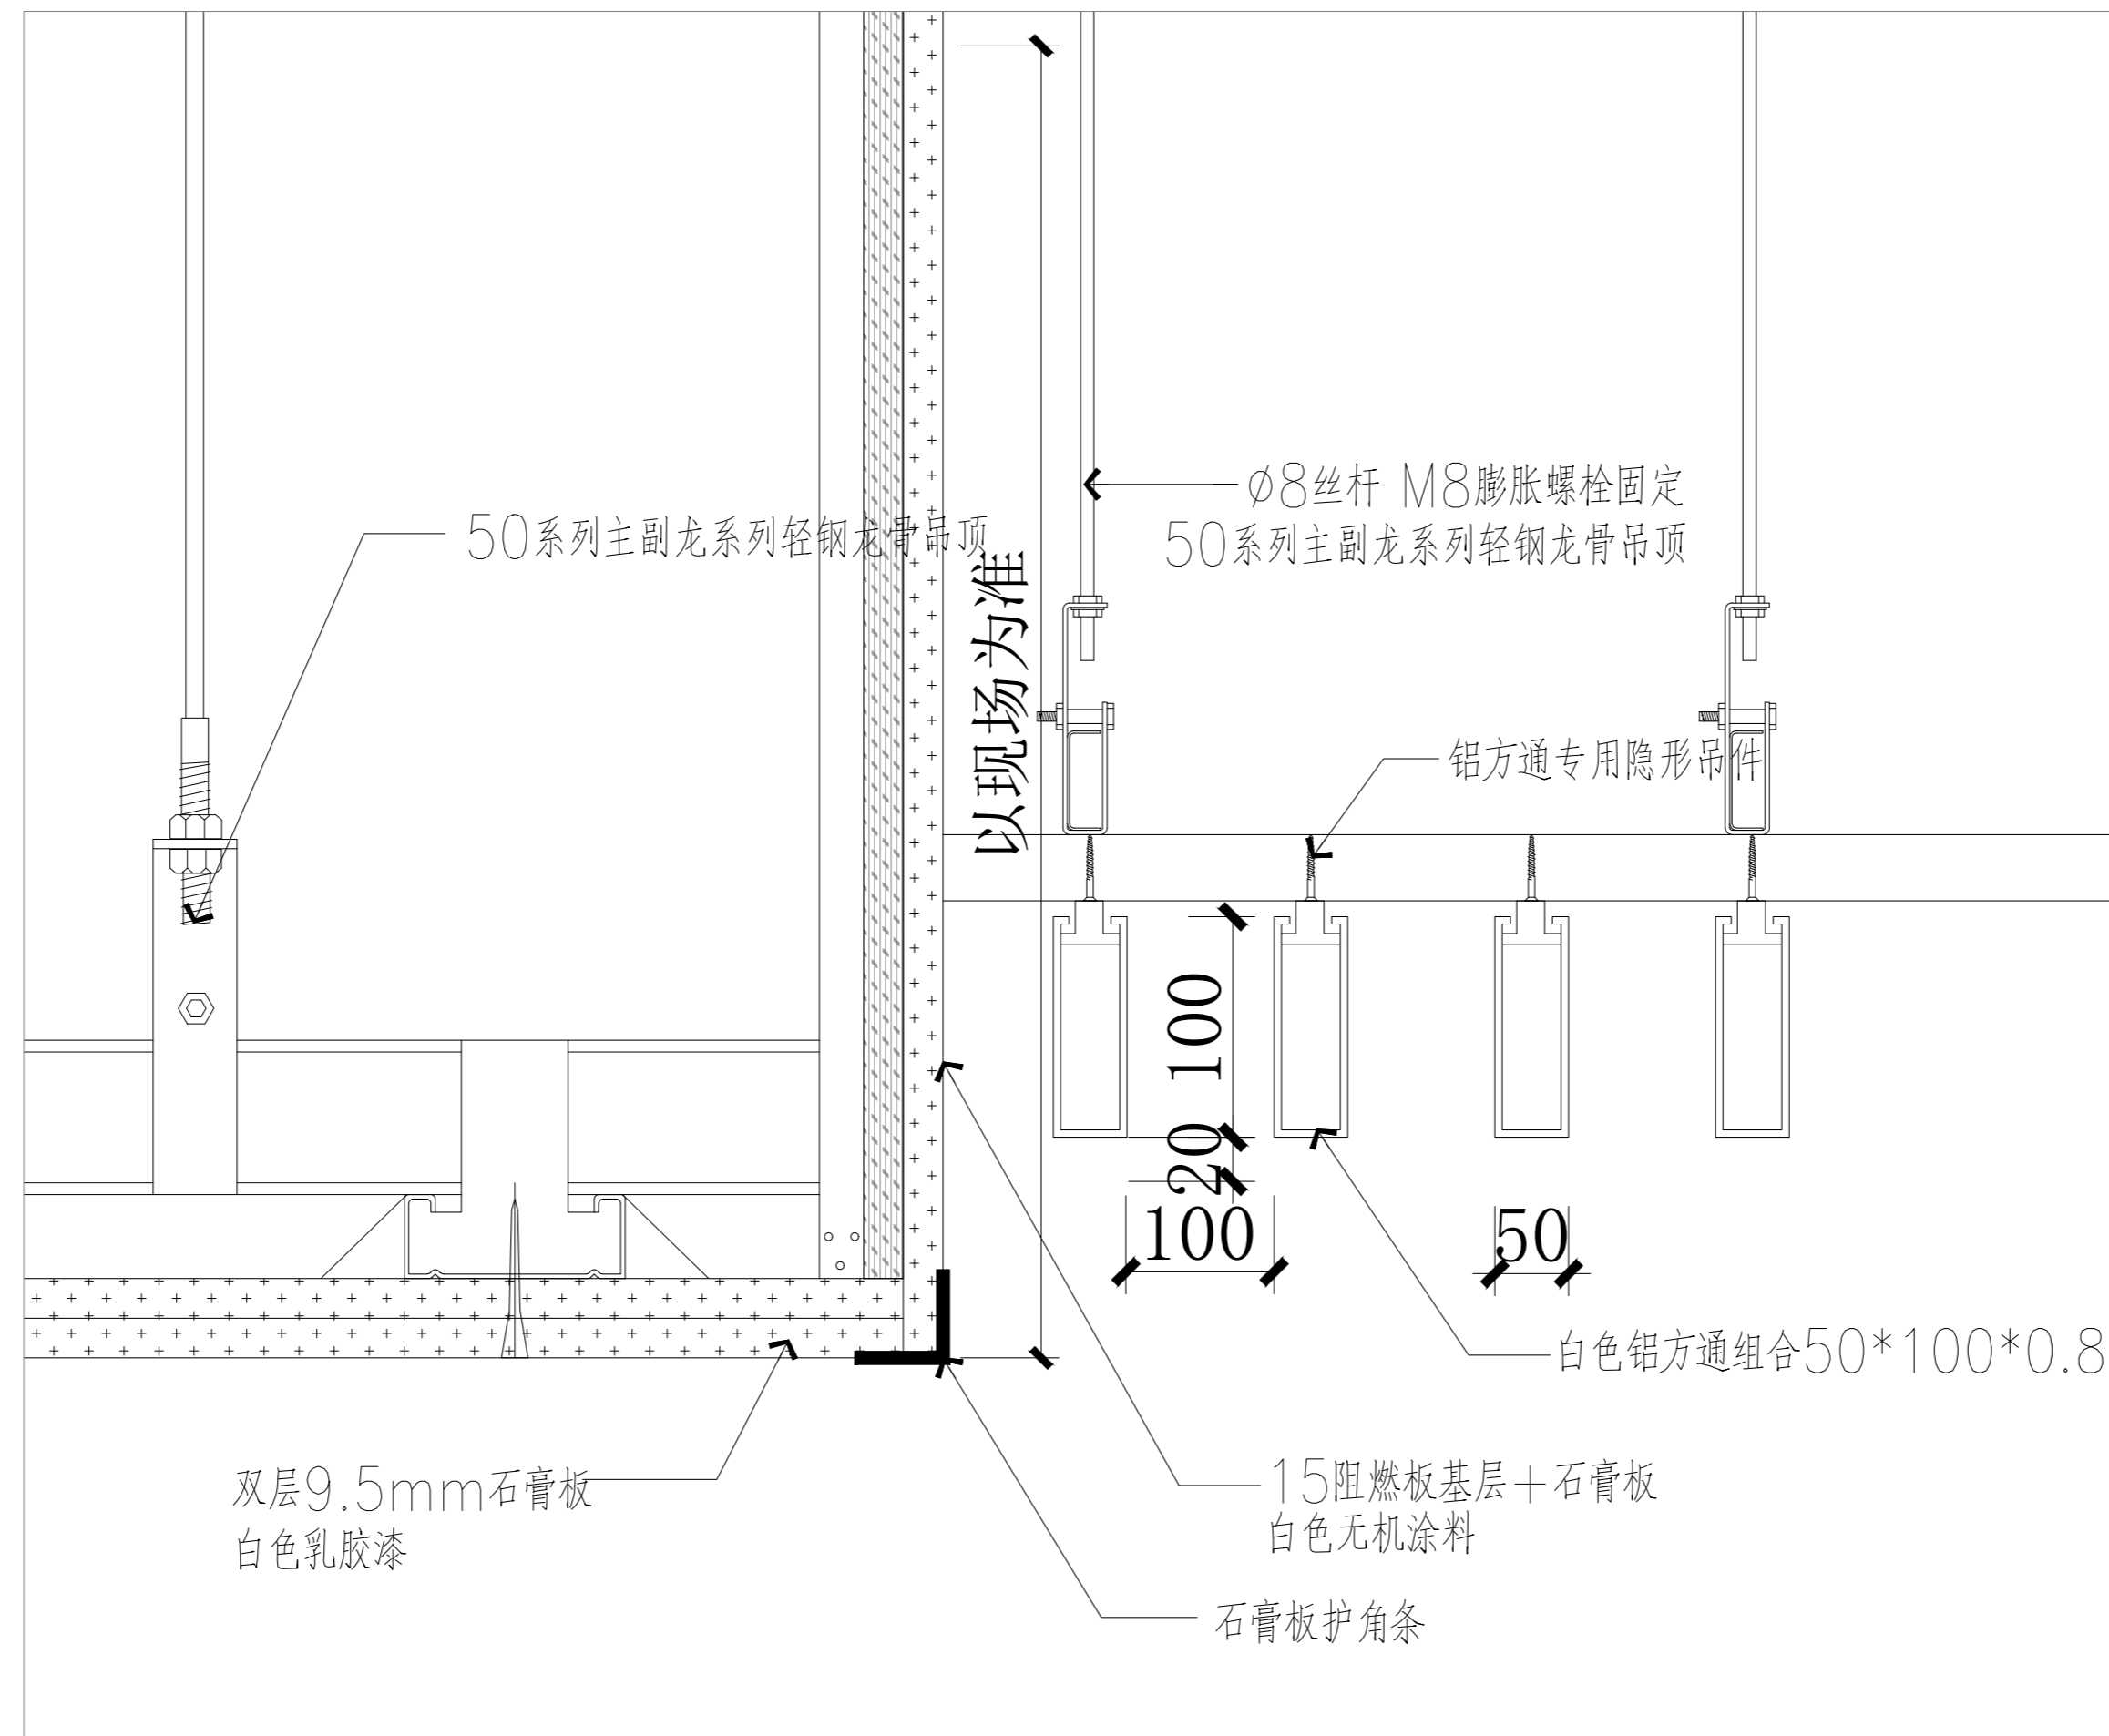 ø8丝杆 M8膨胀螺栓固定
50系列主副龙系列轻钢龙骨吊顶
50系列主副龙系列轻钢龙骨吊顶
以现场为准
铝方通专用隐形吊件
100
20
100
50
白色铝方通组合50*100*0.8
双层9.5mm石膏板
白色乳胶漆
15阻燃板基层+石膏板
白色无机涂料
石膏板护角条